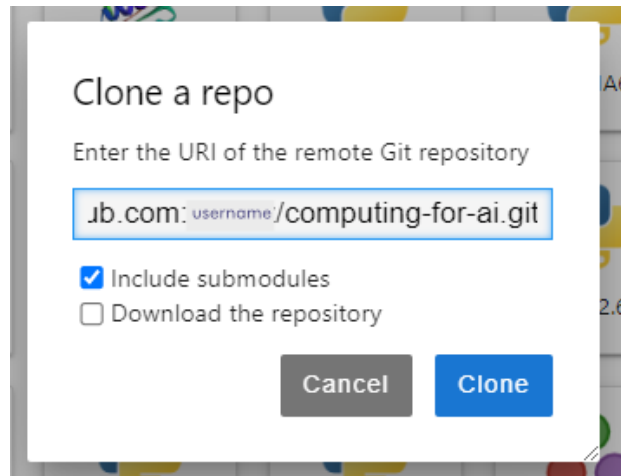 Clone a repo
Enter the URI of the remote Git repository
ub.com: username /computing-for-ai.git
Include submodules
Download the repository
Cancel Clone